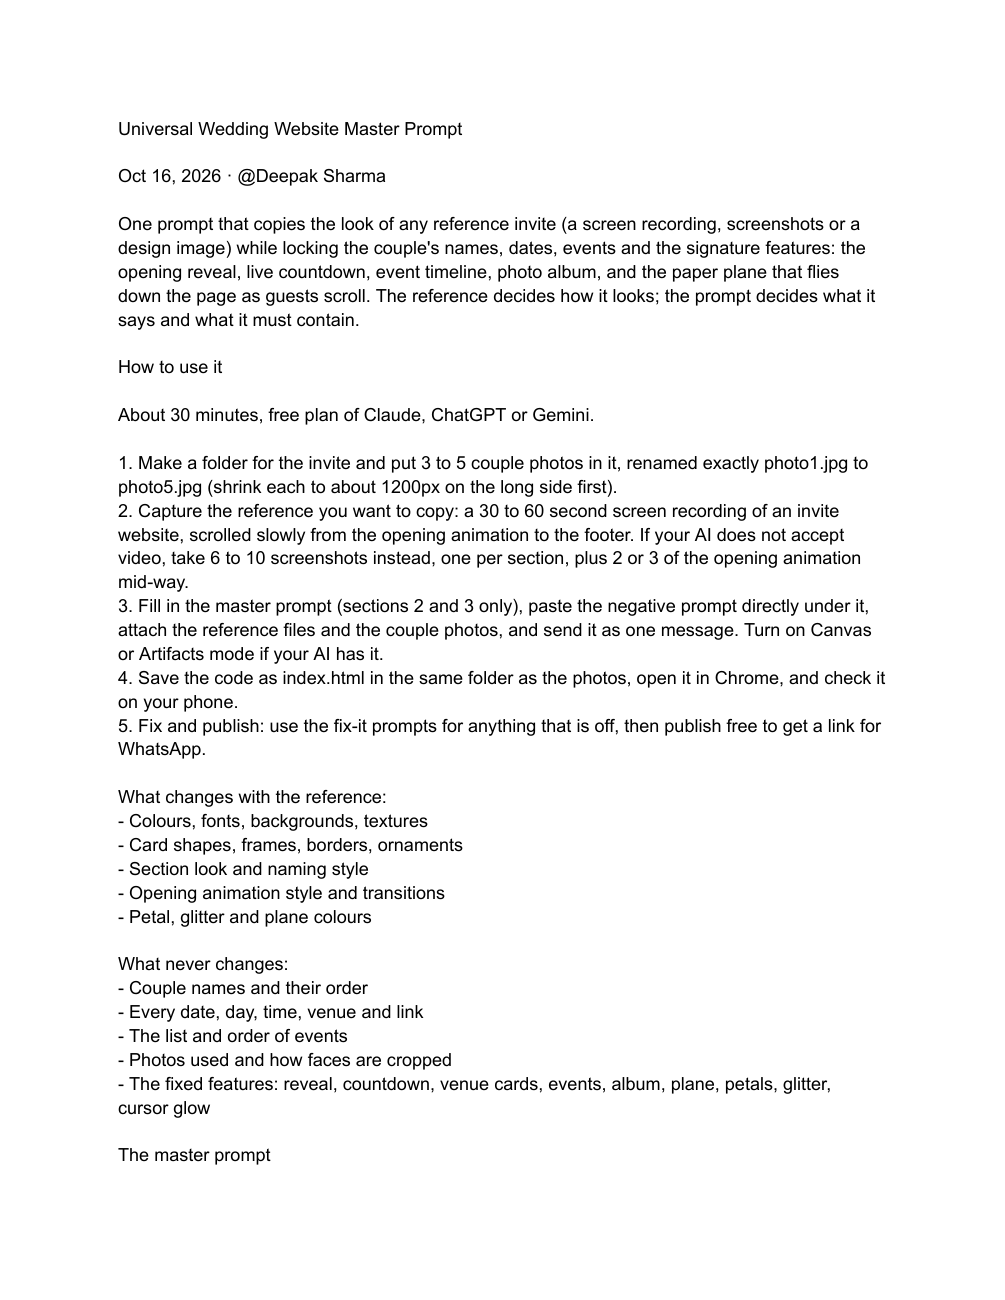 Universal Wedding Website Master Prompt
Oct 16, 2026 · @Deepak Sharma
One prompt that copies the look of any reference invite (a screen recording, screenshots or a
design image) while locking the couple's names, dates, events and the signature features: the
opening reveal, live countdown, event timeline, photo album, and the paper plane that flies
down the page as guests scroll. The reference decides how it looks; the prompt decides what it
says and what it must contain.
How to use it
About 30 minutes, free plan of Claude, ChatGPT or Gemini.
1. Make a folder for the invite and put 3 to 5 couple photos in it, renamed exactly photo1.jpg to
photo5.jpg (shrink each to about 1200px on the long side first).
2. Capture the reference you want to copy: a 30 to 60 second screen recording of an invite
website, scrolled slowly from the opening animation to the footer. If your AI does not accept
video, take 6 to 10 screenshots instead, one per section, plus 2 or 3 of the opening animation
mid-way.
3. Fill in the master prompt (sections 2 and 3 only), paste the negative prompt directly under it,
attach the reference files and the couple photos, and send it as one message. Turn on Canvas
or Artifacts mode if your AI has it.
4. Save the code as index.html in the same folder as the photos, open it in Chrome, and check it
on your phone.
5. Fix and publish: use the fix-it prompts for anything that is off, then publish free to get a link for
WhatsApp.
What changes with the reference:
- Colours, fonts, backgrounds, textures
- Card shapes, frames, borders, ornaments
- Section look and naming style
- Opening animation style and transitions
- Petal, glitter and plane colours
What never changes:
- Couple names and their order
- Every date, day, time, venue and link
- The list and order of events
- Photos used and how faces are cropped
- The fixed features: reveal, countdown, venue cards, events, album, plane, petals, glitter,
cursor glow
The master prompt